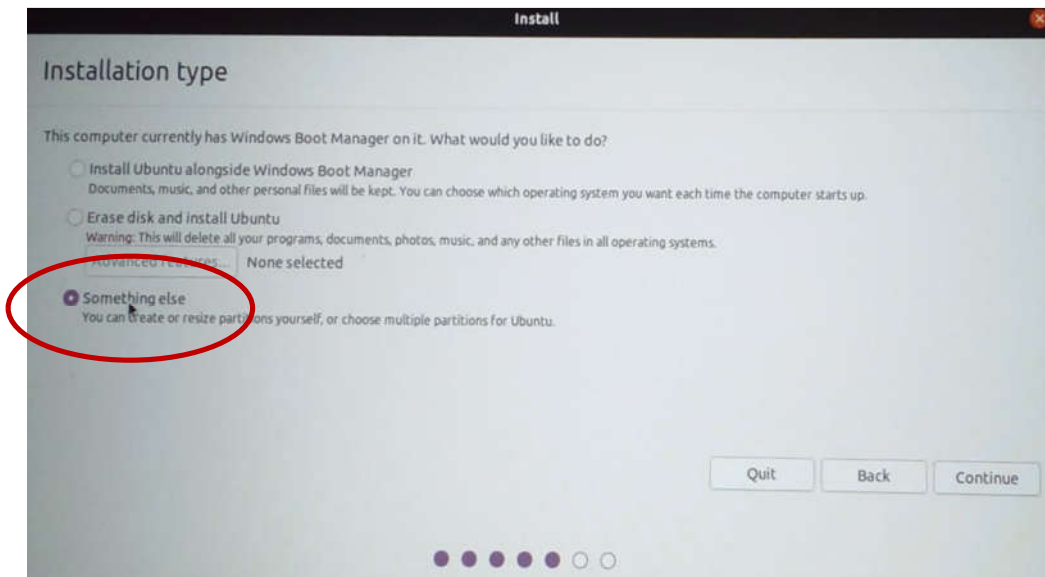 Install
Installation type
This computer currently has Windows Boot Manager on it. What would you like to do?
Install Ubuntu alongside Windows Boot Manager
Documents, music, and other personal files will be kept. You can choose which operating system you want each time the computer starts up.
Erase disk and install Ubuntu
Warning: This will delete all your programs, documents, photos, music, and any other files in all operating systems.
Advanced Features... None selected
Something else
You can create or resize partitions yourself, or choose multiple partitions for Ubuntu.
Quit Back Continue